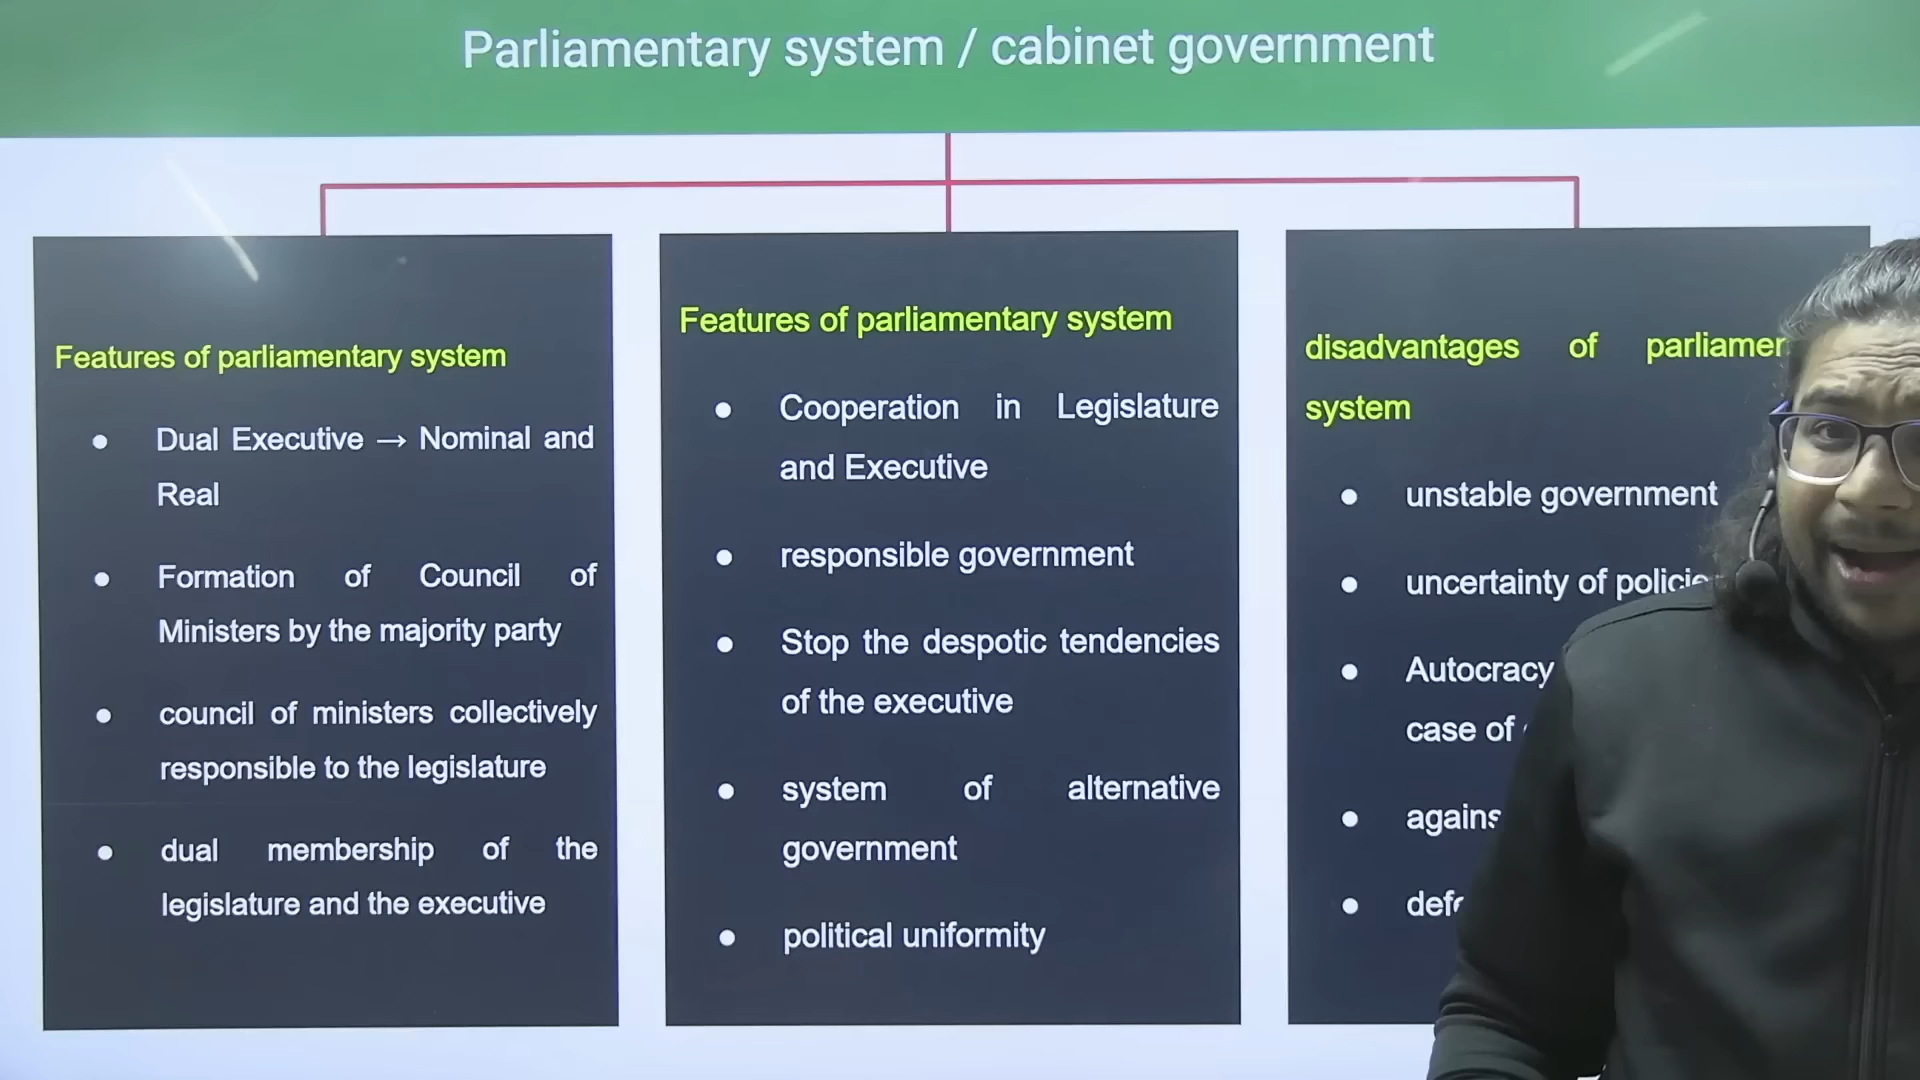 Parliamentary system / cabinet government
Features of parliamentary system
● Dual Executive → Nominal and
Real
● Formation of Council of
Ministers by the majority party
● council of ministers collectively
responsible to the legislature
● dual membership of the
legislature and the executive
Features of parliamentary system
● Cooperation in Legislature
and Executive
● responsible government
● Stop the despotic tendencies
of the executive
● system of alternative
government
● political uniformity
disadvantages of
system
● unstable government
● uncertainty of
● Autocracy
case of